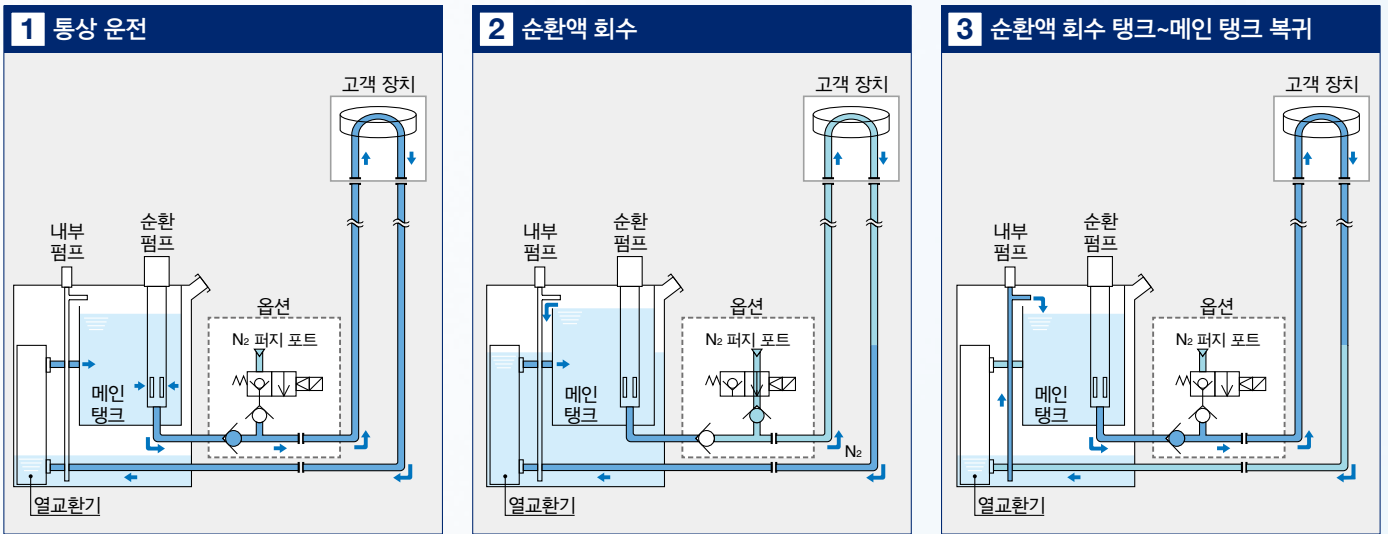 1 통상 운전
고객 장치
내부
펌프
순환
펌프
옵션
N₂ 퍼지 포트
메인
탱크
열교환기
2 순환액 회수
고객 장치
내부
펌프
순환
펌프
옵션
N₂ 퍼지 포트
메인
탱크
N₂
열교환기
3 순환액 회수 탱크~메인 탱크 복귀
고객 장치
내부
펌프
순환
펌프
옵션
N₂ 퍼지 포트
메인
탱크
열교환기